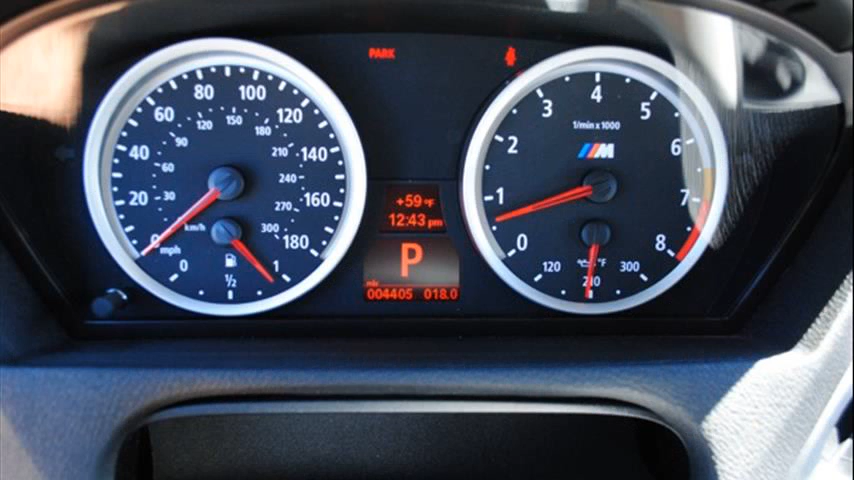 PARK
0 20 40 60 80 100 120 140 160 180
mph
30 60 90 120 150 180 210 240 270 300
km/h
0 1/2 1
+59 °F
12:43 pm
P
mls
004405 018.0
0 1 2 3 4 5 6 7 8
1/min x 1000
M
°F
120 210 300